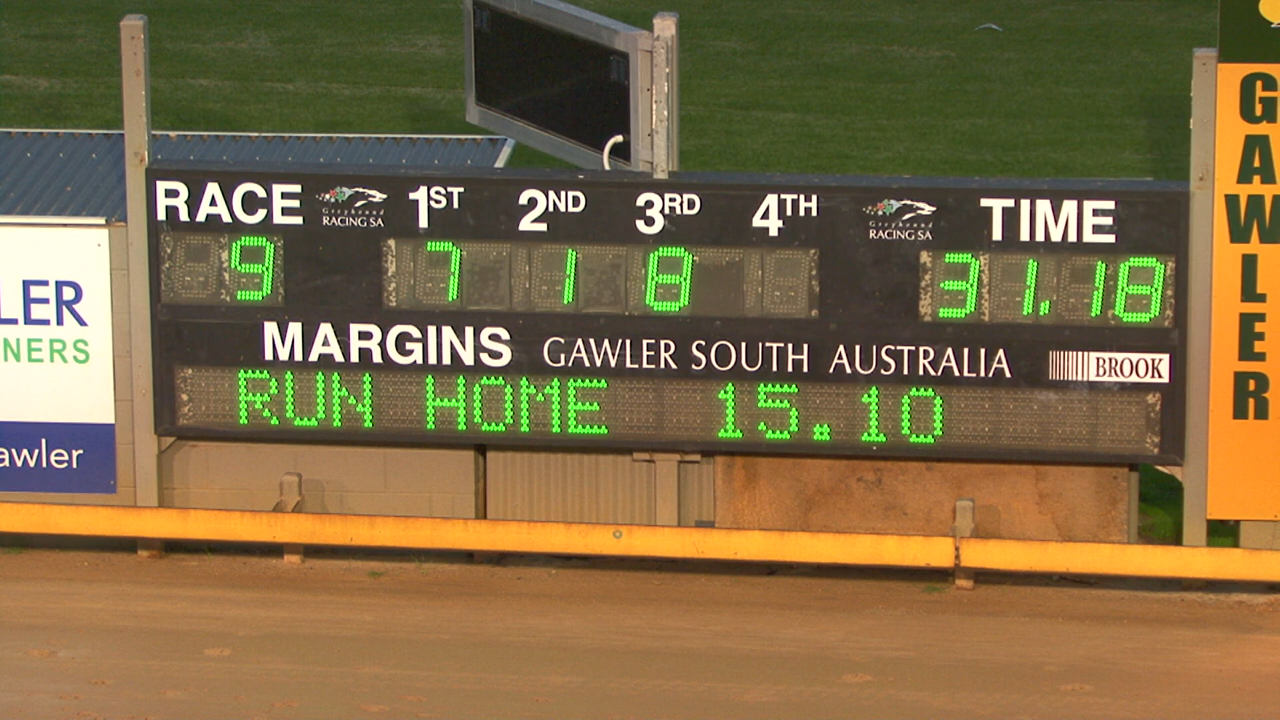 RACE 1ST 2ND 3RD 4TH TIME
Greyhound RACING SA
Greyhound RACING SA
9 7 1 8 31.18
MARGINS GAWLER SOUTH AUSTRALIA BROOK
RUN HOME 15.10
GAWLER
LER
NERS
awler